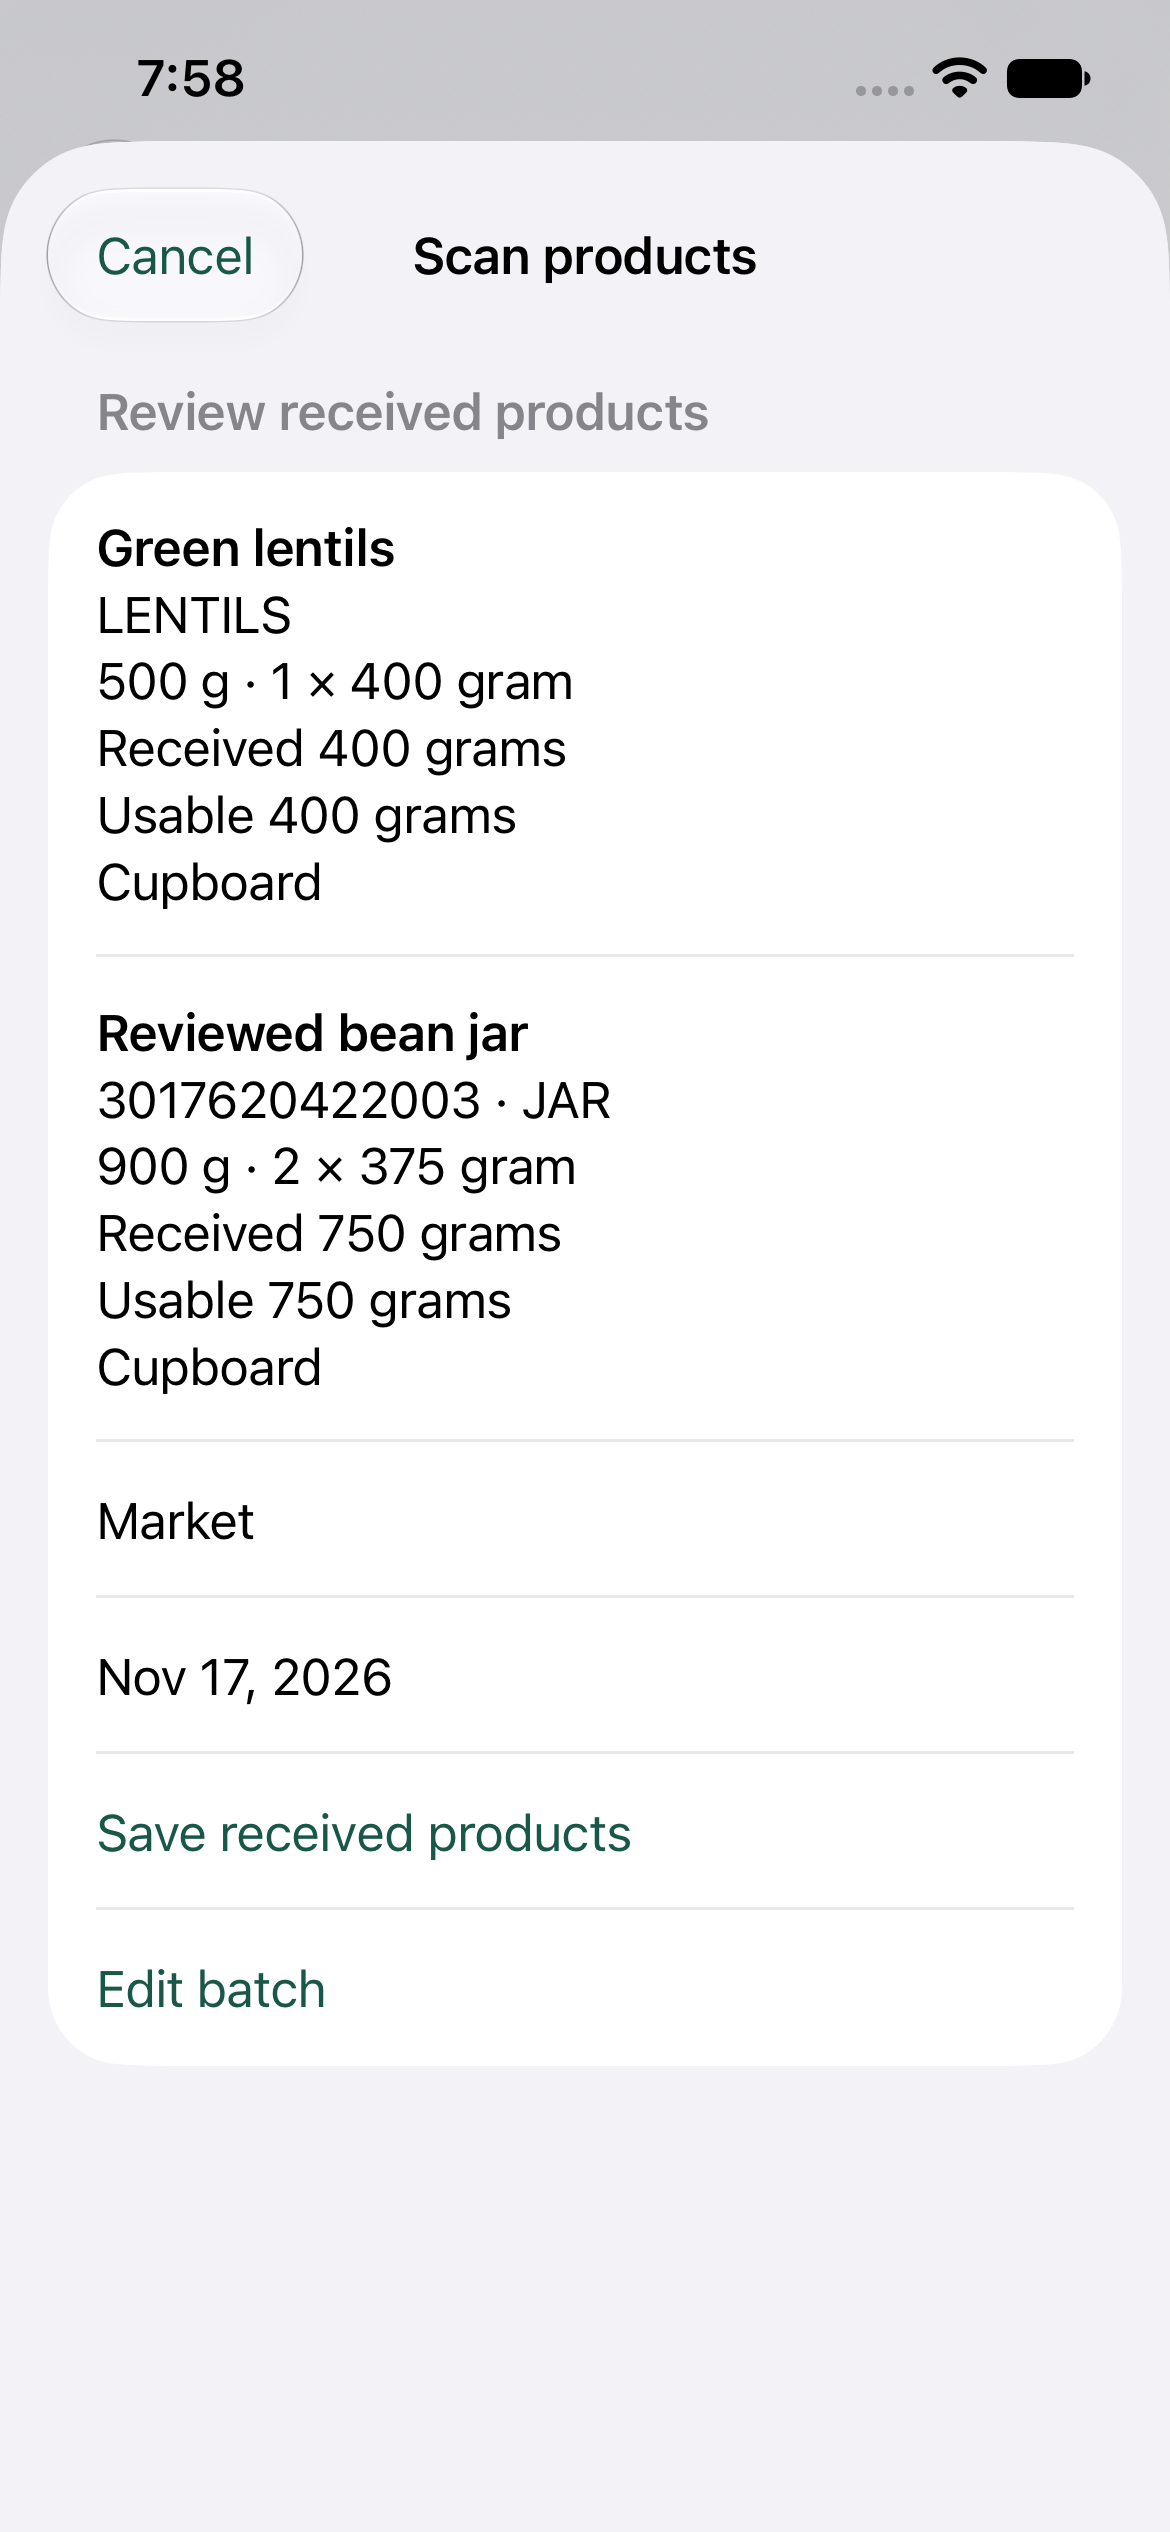 7:58
Cancel
Scan products
Review received products
Green lentils
LENTILS
500 g · 1 × 400 gram
Received 400 grams
Usable 400 grams
Cupboard
Reviewed bean jar
3017620422003 · JAR
900 g · 2 × 375 gram
Received 750 grams
Usable 750 grams
Cupboard
Market
Nov 17, 2026
Save received products
Edit batch